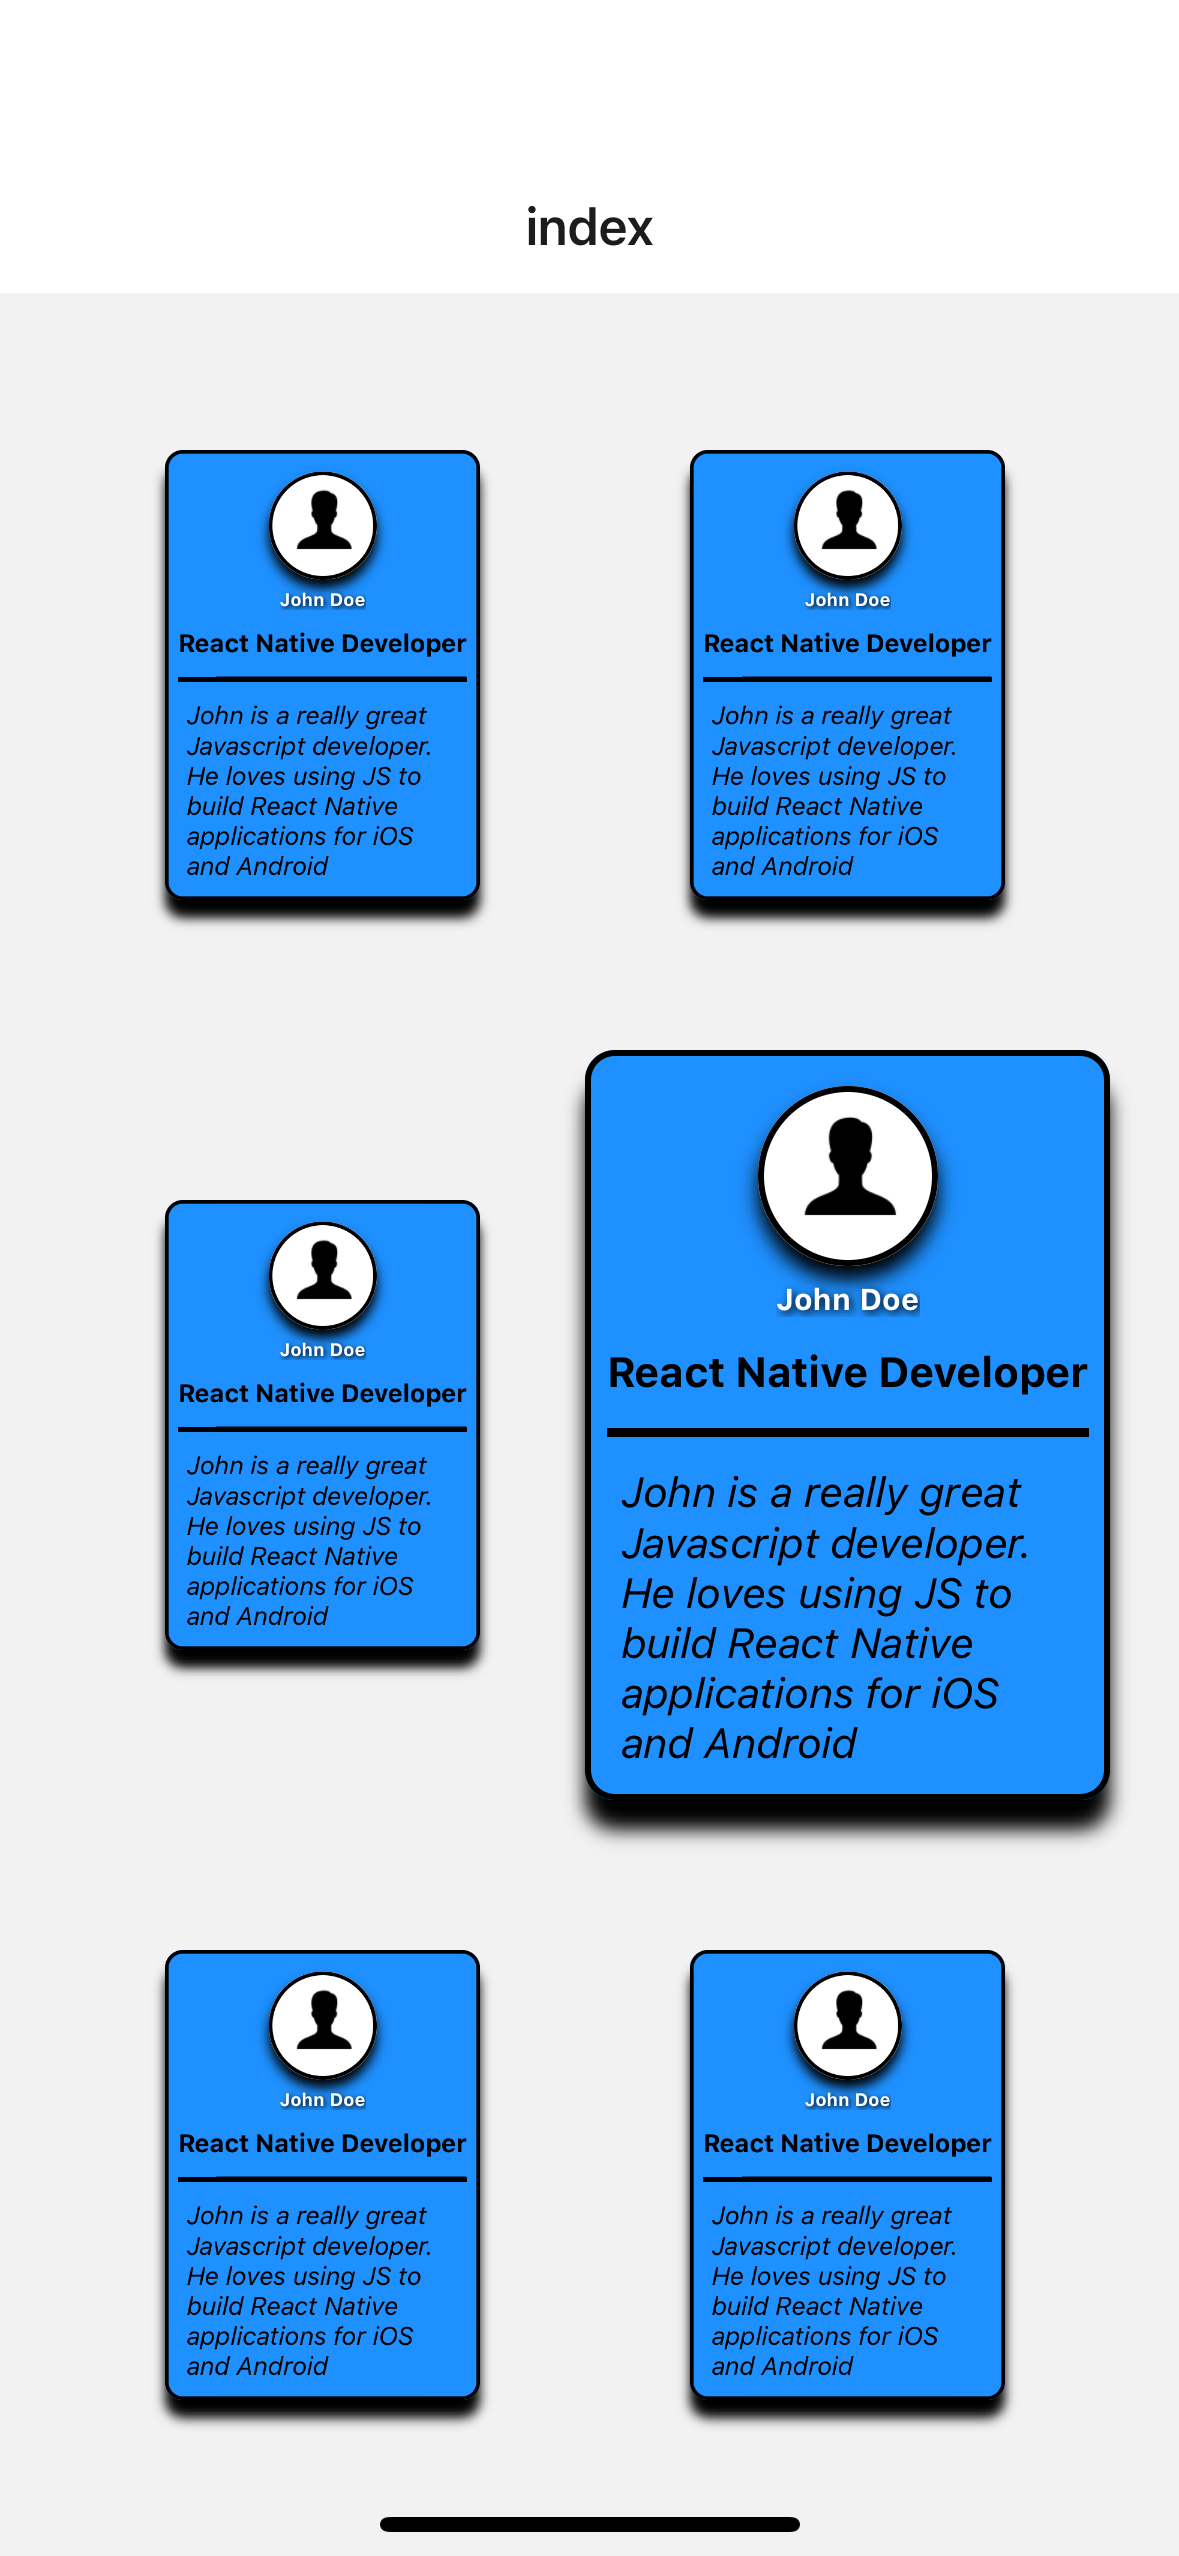 index
John Doe
React Native Developer
John is a really great
Javascript developer.
He loves using JS to
build React Native
applications for iOS
and Android
John Doe
React Native Developer
John is a really great
Javascript developer.
He loves using JS to
build React Native
applications for iOS
and Android
John Doe
React Native Developer
John is a really great
Javascript developer.
He loves using JS to
build React Native
applications for iOS
and Android
John Doe
React Native Developer
John is a really great
Javascript developer.
He loves using JS to
build React Native
applications for iOS
and Android
John Doe
React Native Developer
John is a really great
Javascript developer.
He loves using JS to
build React Native
applications for iOS
and Android
John Doe
React Native Developer
John is a really great
Javascript developer.
He loves using JS to
build React Native
applications for iOS
and Android